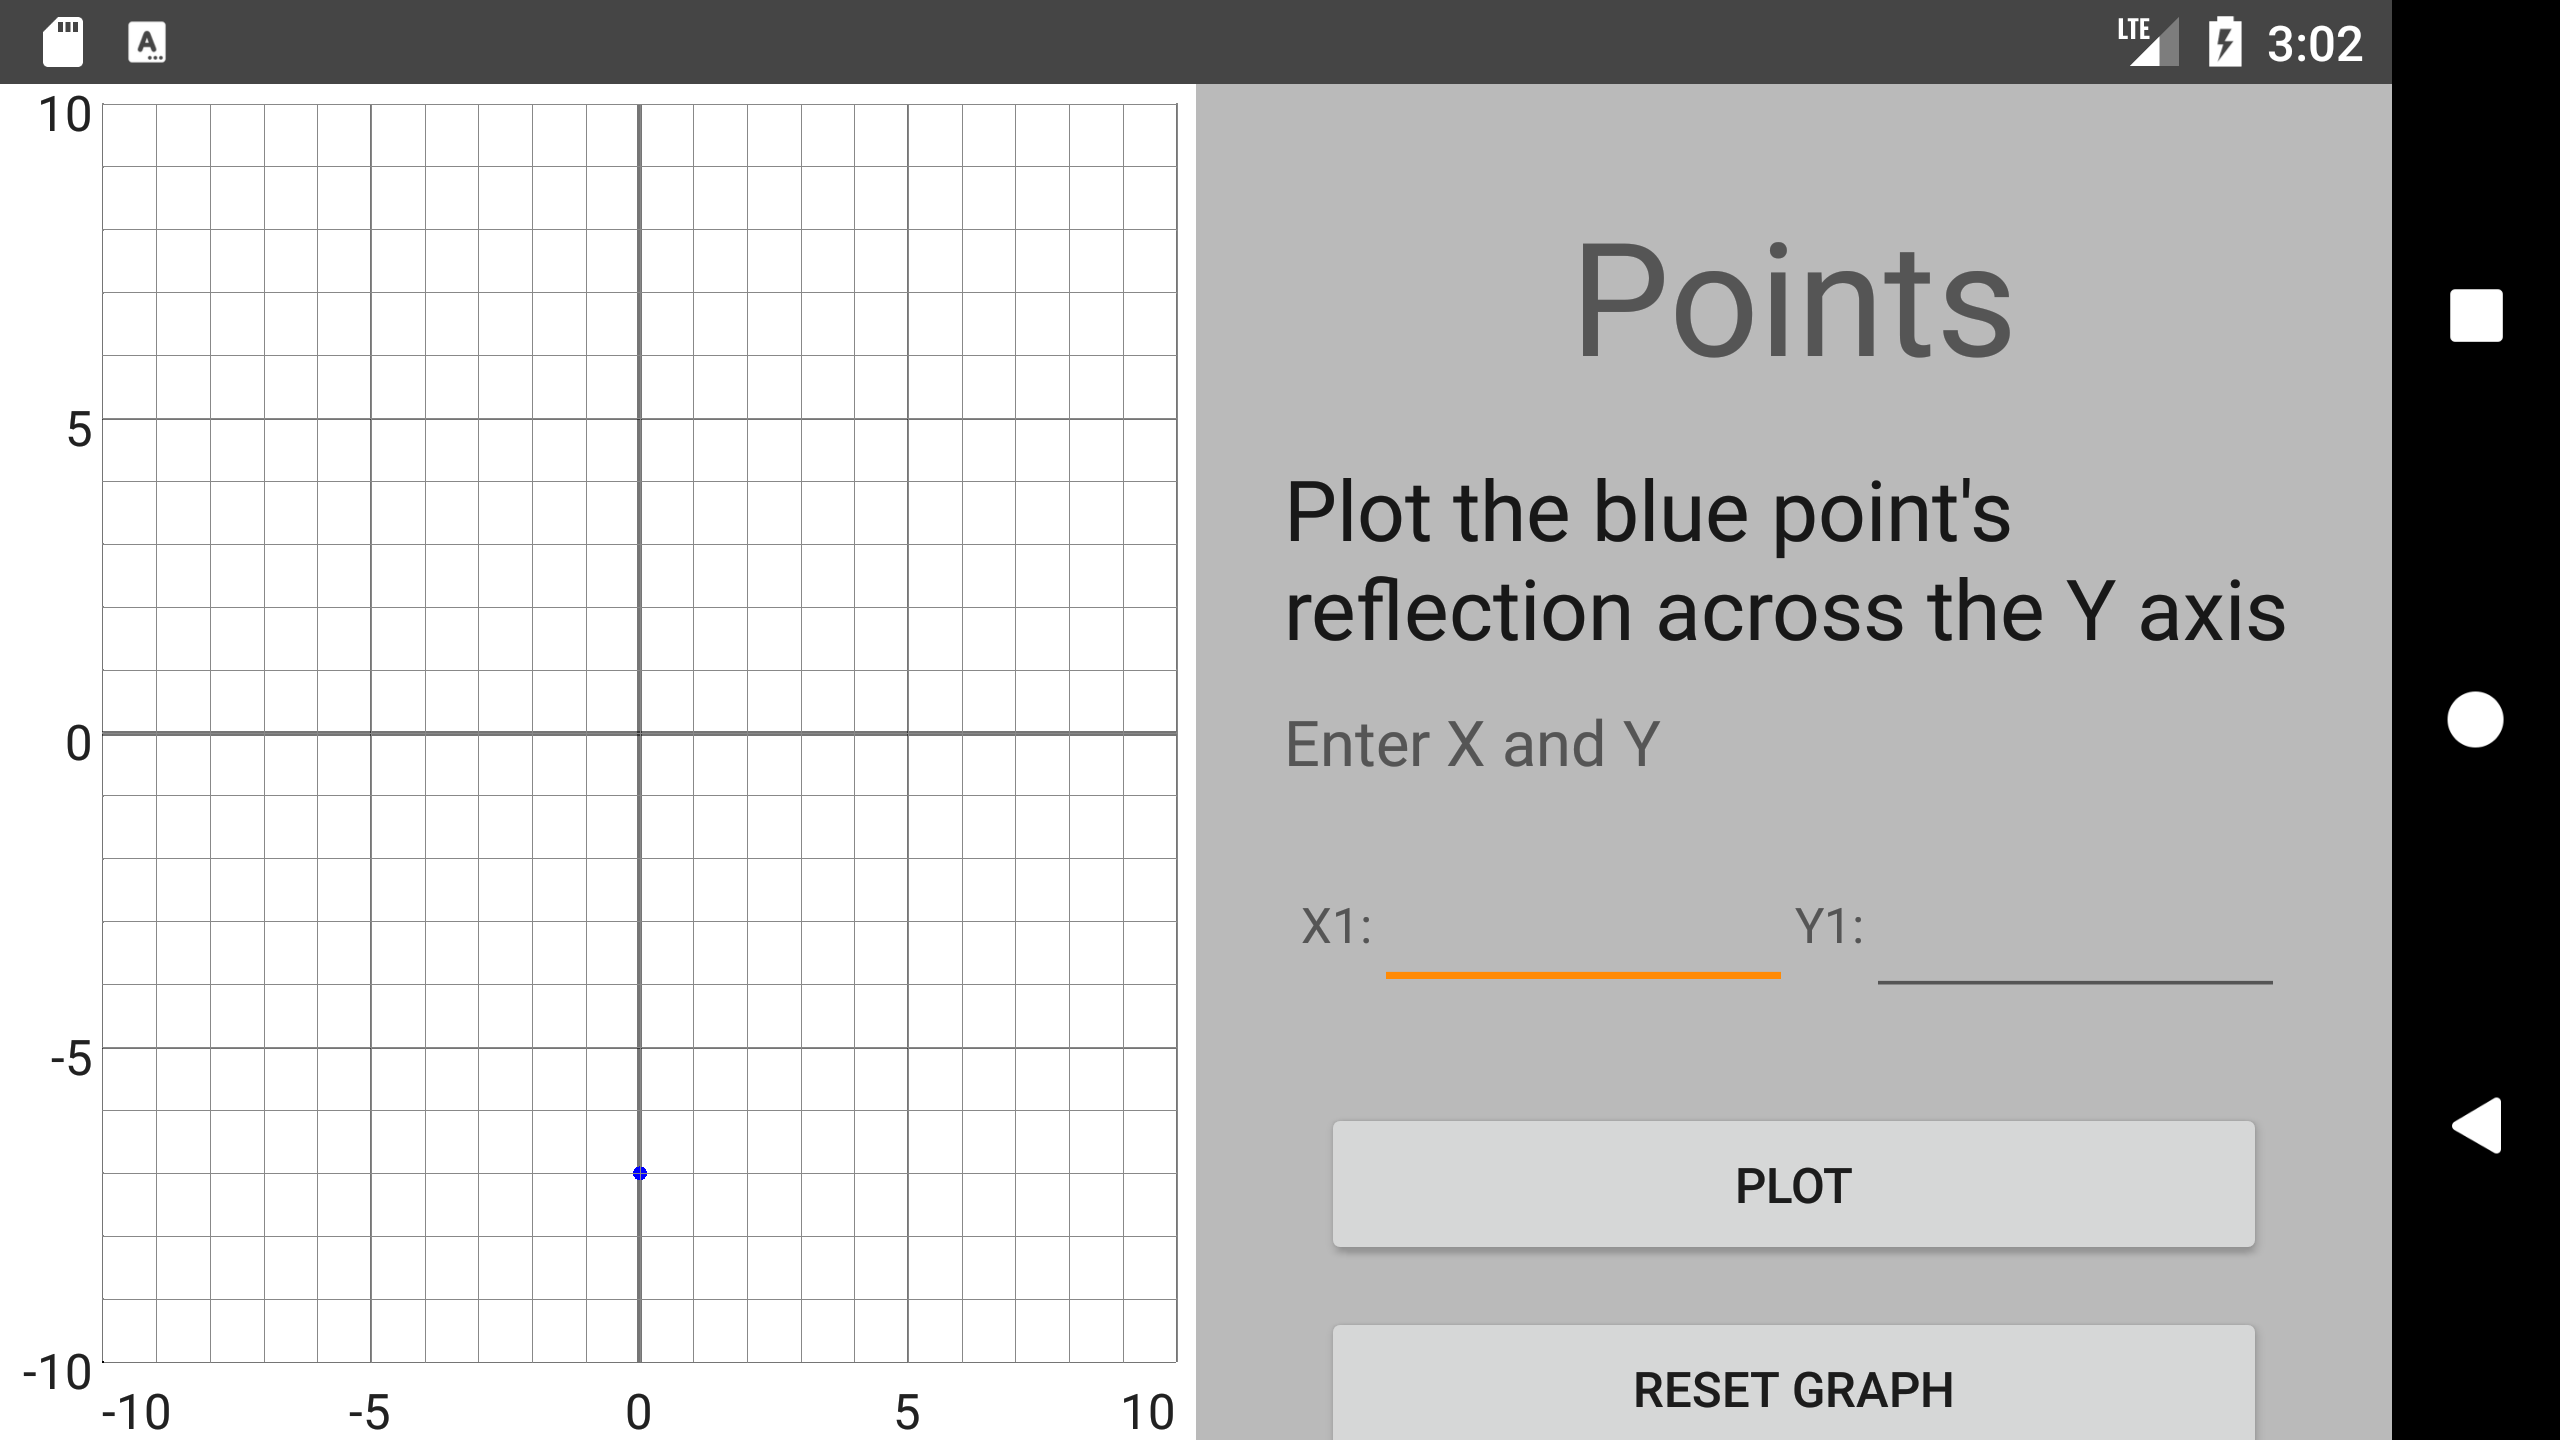 LTE 3:02
10
5
0
-5
-10
-10 -5 0 5 10
Points
Plot the blue point's
reflection across the Y axis
Enter X and Y
X1: Y1:
PLOT
RESET GRAPH
A